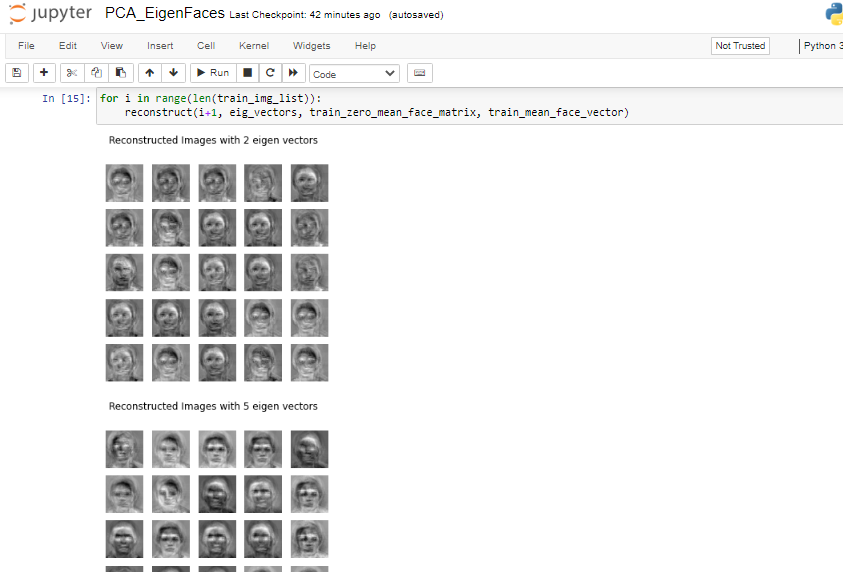 jupyter PCA_EigenFaces Last Checkpoint: 42 minutes ago (autosaved)
File Edit View Insert Cell Kernel Widgets Help Not Trusted Python 3
Run Code
In [15]: for i in range(len(train_img_list)):
reconstruct(i+1, eig_vectors, train_zero_mean_face_matrix, train_mean_face_vector)
Reconstructed Images with 2 eigen vectors
Reconstructed Images with 5 eigen vectors